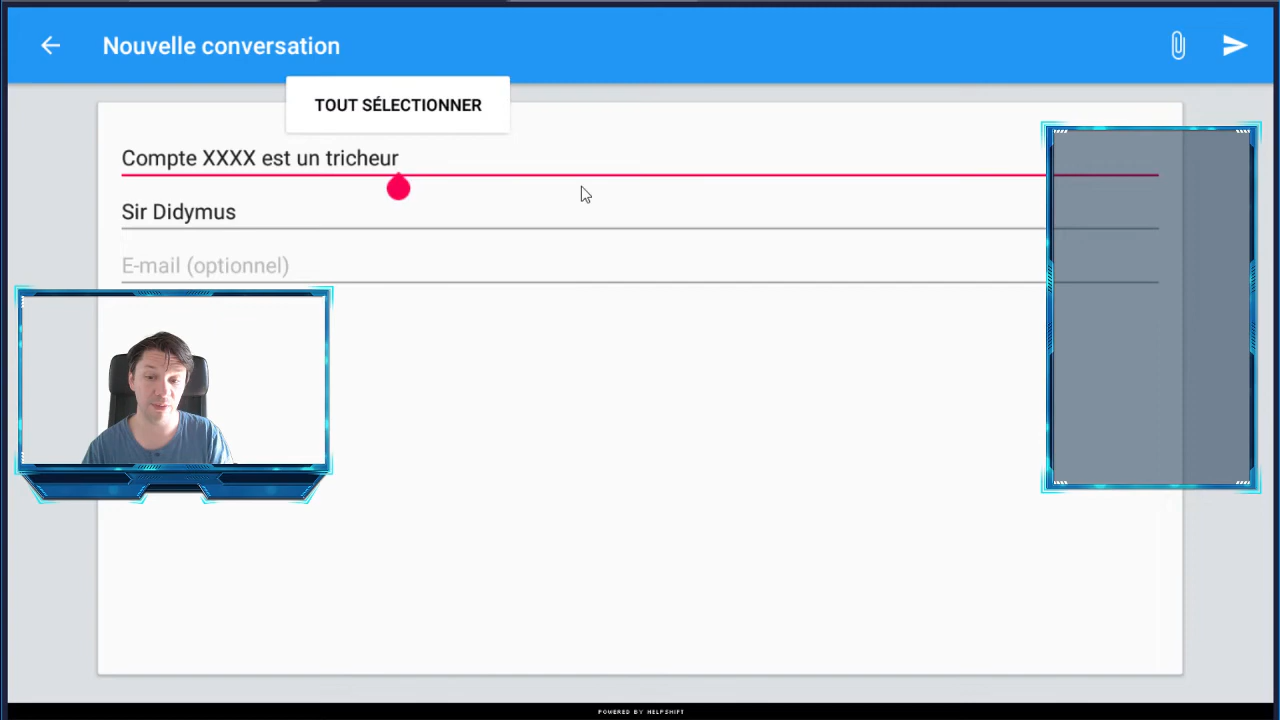 Nouvelle conversation
TOUT SÉLECTIONNER
Compte XXXX est un tricheur
Sir Didymus
E-mail (optionnel)
POWERED BY HELPSHIFT